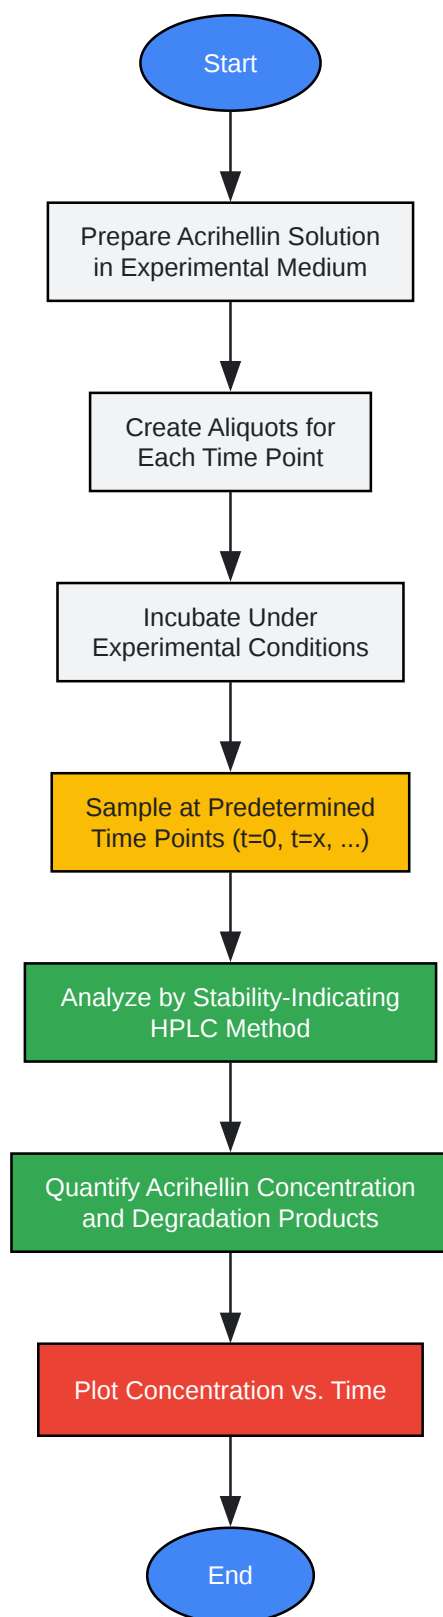 Start
Prepare Acrihellin Solution
in Experimental Medium
Create Aliquots for
Each Time Point
Incubate Under
Experimental Conditions
Sample at Predetermined
Time Points (t=0, t=x, ...)
Analyze by Stability-Indicating
HPLC Method
Quantify Acrihellin Concentration
and Degradation Products
Plot Concentration vs. Time
End